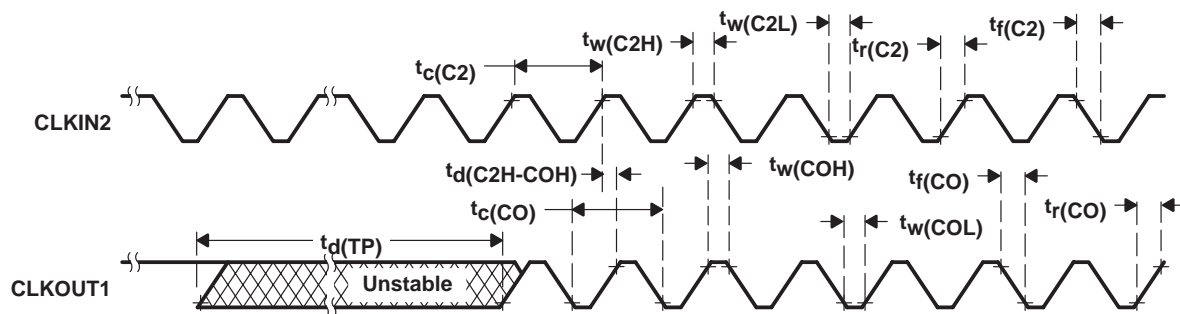 tw(C2L)
tf(C2)
tw(C2H)
tr(C2)
tc(C2)
CLKIN2
td(C2H-COH)
tw(COH)
tf(CO)
tc(CO)
tr(CO)
td(TP)
tw(COL)
CLKOUT1
Unstable